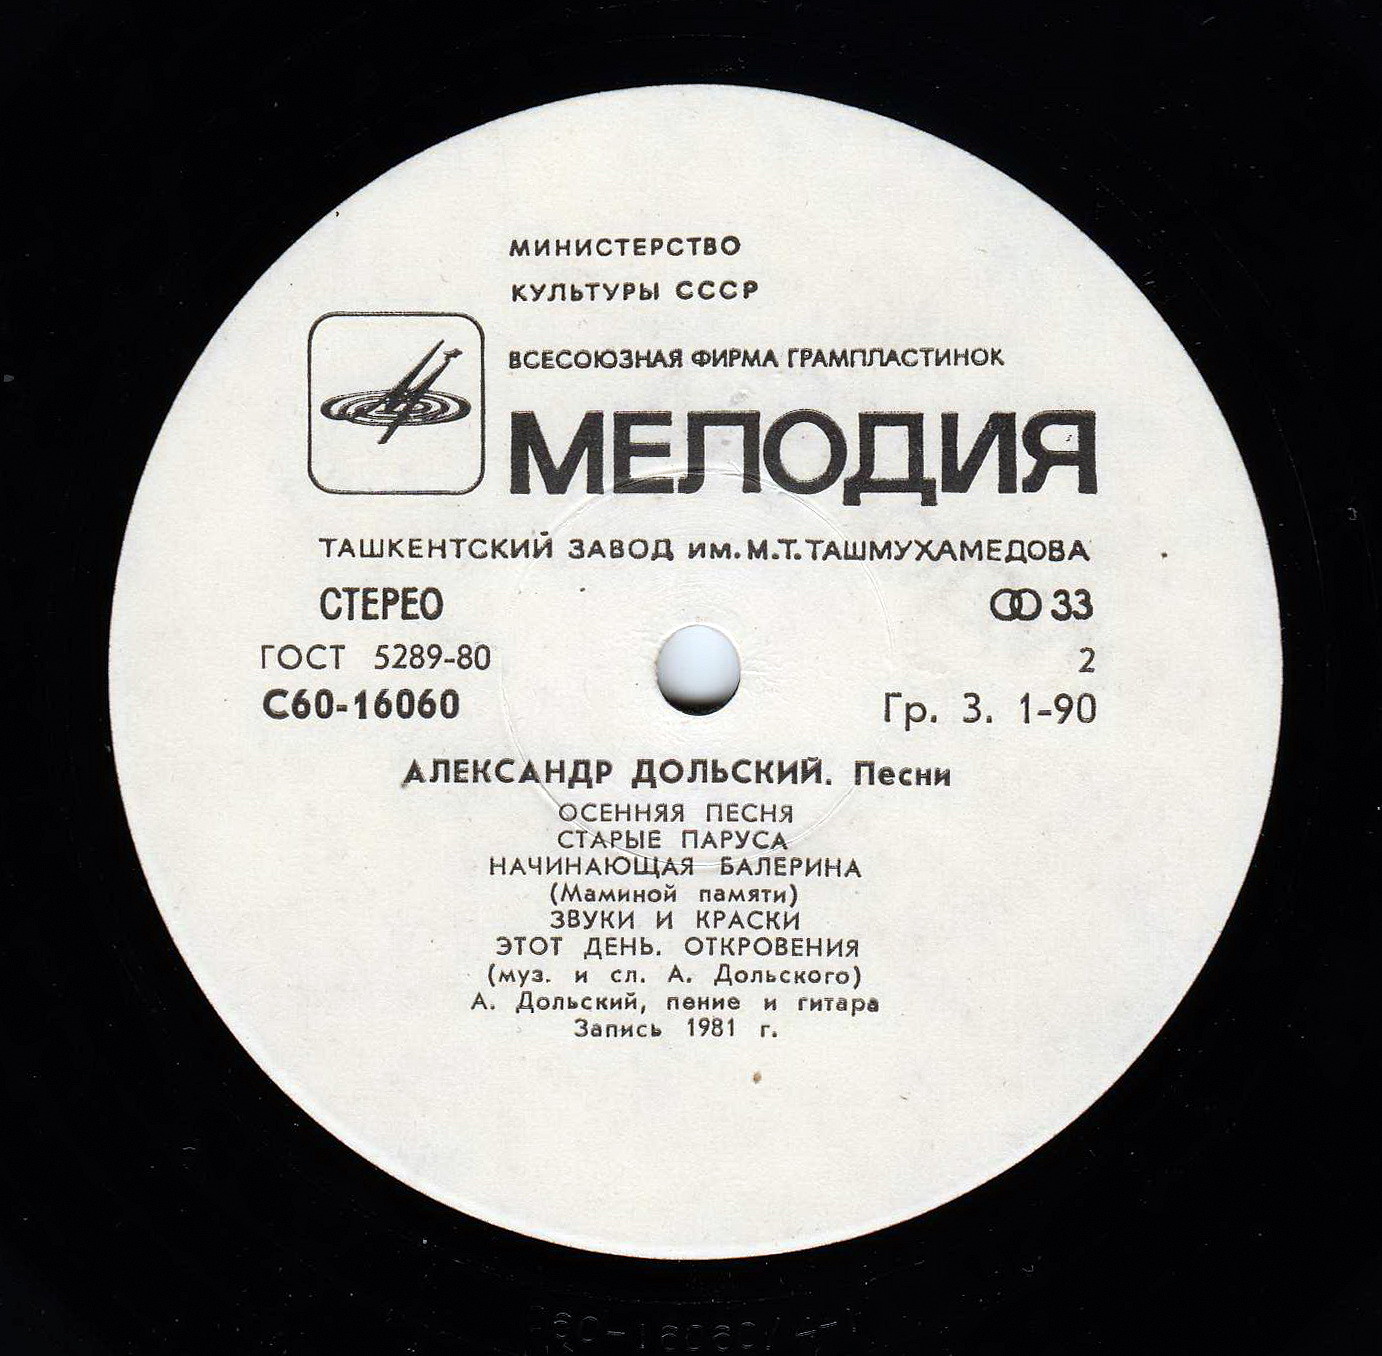 МИНИСТЕРСТВО
КУЛЬТУРЫ СССР
ВСЕСОЮЗНАЯ ФИРМА ГРАМПЛАСТИНОК
МЕЛОДИЯ
ТАШКЕНТСКИЙ ЗАВОД ИМ. М.Т. ТАШМУХАМЕДОВА
СТЕРЕО 33
ГОСТ 5289-80 2
С60-16060 Гр. 3. 1-90
АЛЕКСАНДР ДОЛЬСКИЙ. Песни
ОСЕННЯЯ ПЕСНЯ
СТАРЫЕ ПАРУСА
НАЧИНАЮЩАЯ БАЛЕРИНА
(Маминой памяти)
ЗВУКИ И КРАСКИ
ЭТОТ ДЕНЬ. ОТКРОВЕНИЯ
(муз. и сл. А. Дольского)
А. Дольский, пение и гитара
Запись 1981 г.